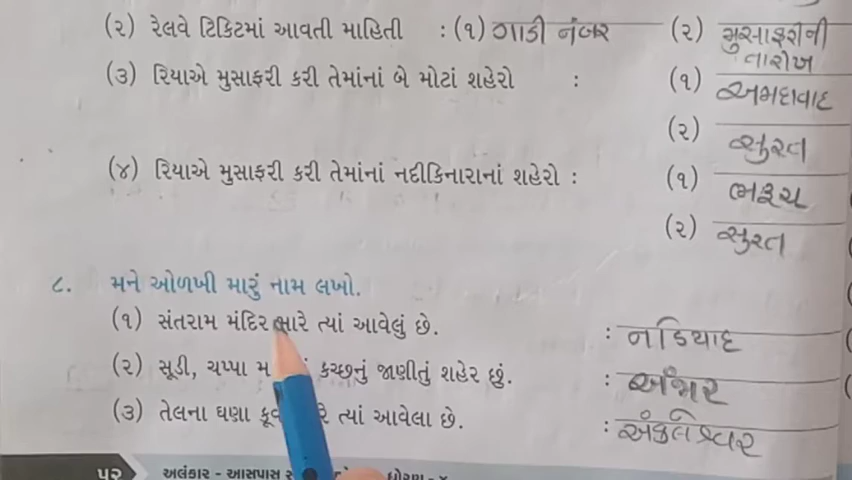 (૨) રેલવે ટિકિટમાં આવતી માહિતી : (૧) ગાડી નંબર (૨) મુસાફરીની
તારીખ
(૩) રિયાએ મુસાફરી કરી તેમાંનાં બે મોટાં શહેરો : (૧) અમદાવાદ
(૨) સુરત
(૪) રિયાએ મુસાફરી કરી તેમાંનાં નદીકિનારાનાં શહેરો : (૧) ભરૂચ
(૨) સુરત
૮. મને ઓળખી મારું નામ લખો.
(૧) સંતરામ મંદિર મારે ત્યાં આવેલું છે. : નડિયાદ
(૨) સૂડી, ચપ્પા કચ્છનું જાણીતું શહેર છું. : અંજાર
(૩) તેલના ઘણા ત્યાં આવેલા છે. : અંકલેશ્વર
૫૨ અલંકાર - આસપાસ ધોરણ - ૪